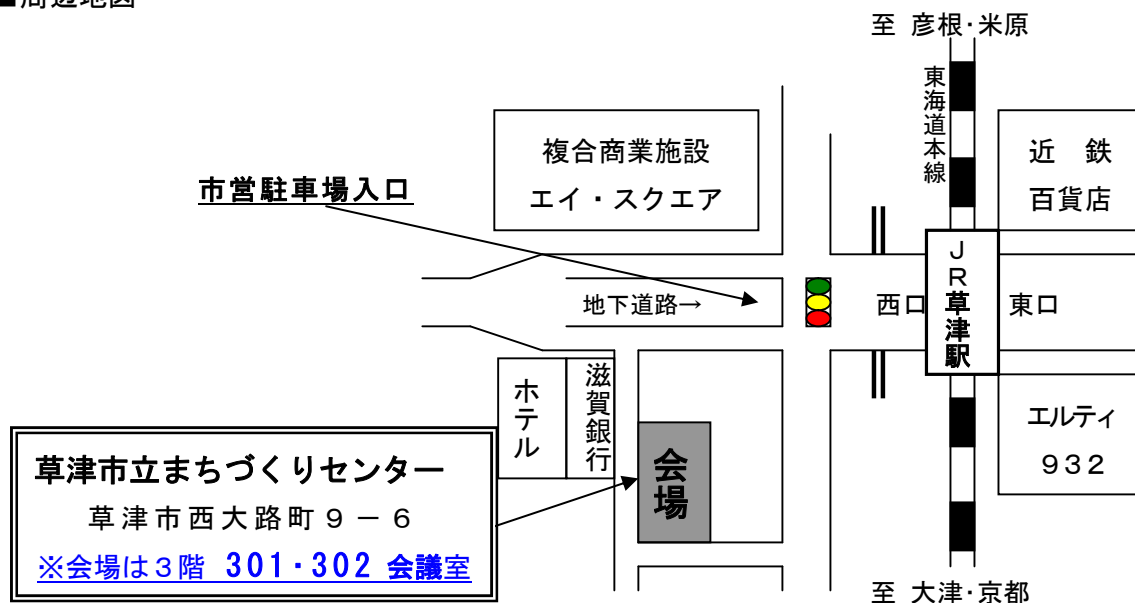 ■周辺地図
至 彦根・米原
東海道本線
複合商業施設
エイ・スクエア
近 鉄
百貨店
市営駐車場入口
地下道路→
西口
JR草津駅
東口
ホテル
滋賀銀行
会場
エルティ
932
草津市立まちづくりセンター
草津市西大路町9-6
※会場は3階 301・302 会議室
至 大津・京都